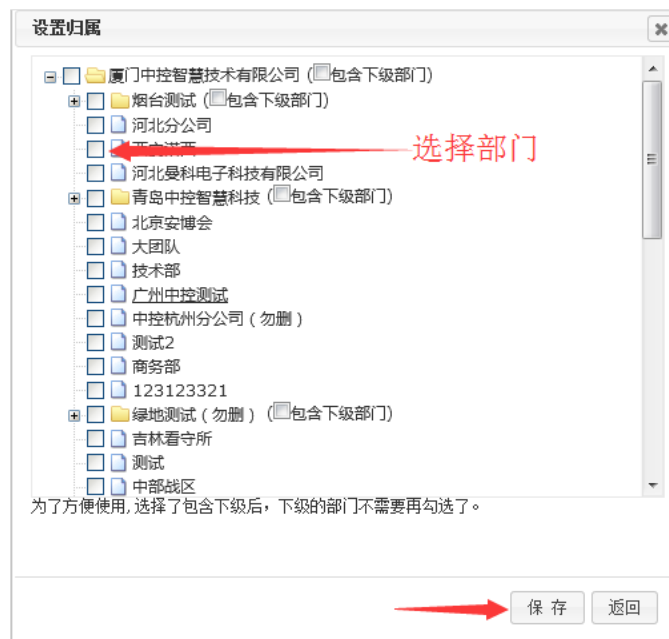 设置归属
厦门中控智慧技术有限公司 (包含下级部门)
烟台测试 (包含下级部门)
河北分公司
选择部门
河北曼科电子科技有限公司
青岛中控智慧科技 (包含下级部门)
北京安博会
大团队
技术部
广州中控测试
中控杭州分公司 ( 勿删 )
测试2
商务部
123123321
绿地测试 ( 勿删 ) (包含下级部门)
吉林看守所
测试
中部战区
为了方便使用, 选择了包含下级后，下级的部门不需要再勾选了。
保 存
返回